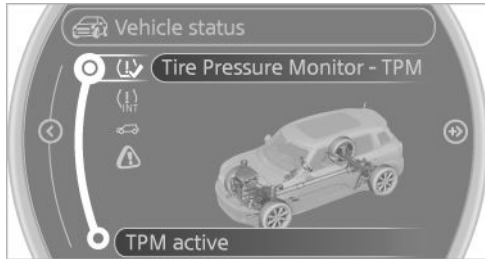 Vehicle status
Tire Pressure Monitor - TPM
INT
TPM active